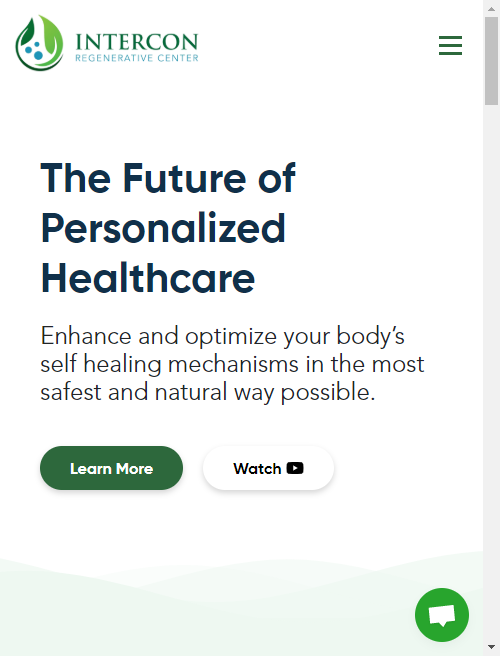 INTERCON
REGENERATIVE CENTER
The Future of
Personalized
Healthcare
Enhance and optimize your body’s
self healing mechanisms in the most
safest and natural way possible.
Learn More
Watch